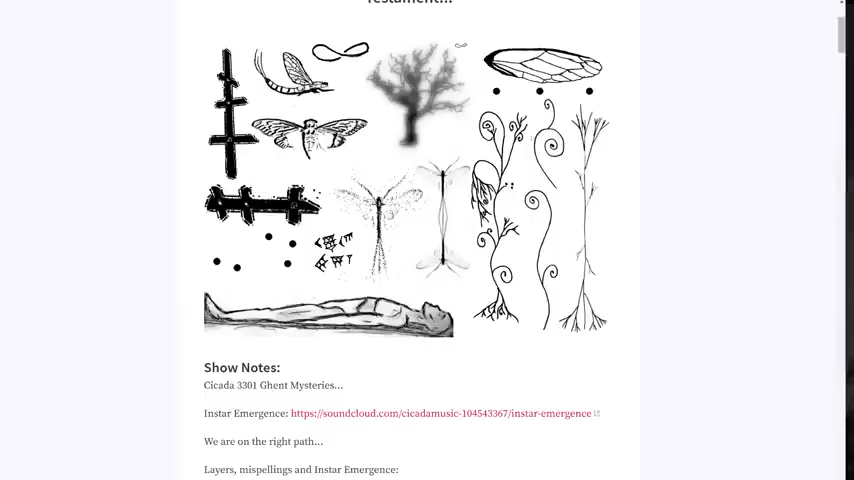 Testament...
Show Notes:
Cicada 3301 Ghent Mysteries...
Instar Emergence: https://soundcloud.com/cicadamusic-104543367/instar-emergence
We are on the right path...
Layers, mispellings and Instar Emergence: